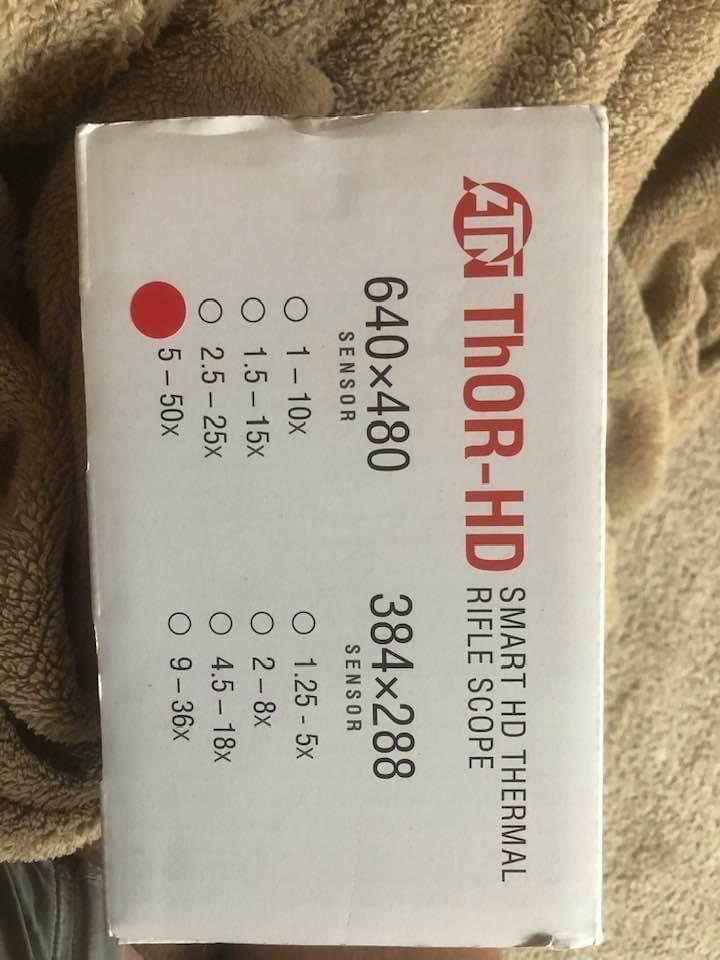 ATN ThOR-HD SMART HD THERMAL
RIFLE SCOPE
640×480
SENSOR
1 – 10x
1.5 – 15x
2.5 – 25x
5 – 50x
384×288
SENSOR
1.25 - 5x
2 – 8x
4.5 – 18x
9 – 36x